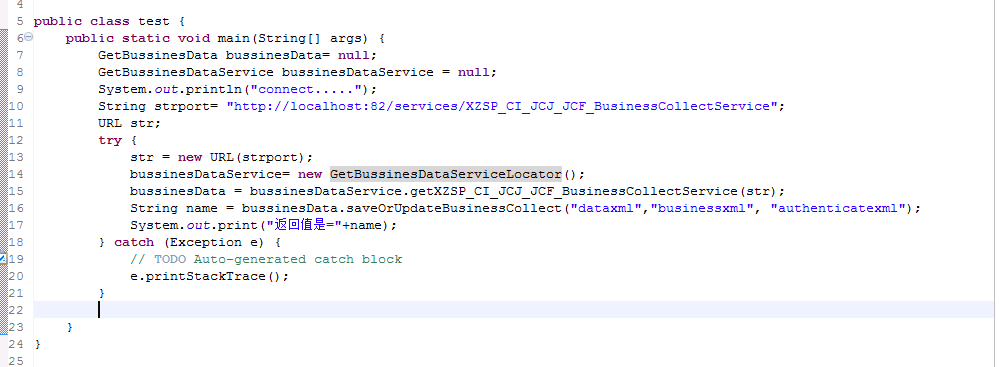 4
5 public class test {
6 public static void main(String[] args) {
7 GetBussinesData bussinesData= null;
8 GetBussinesDataService bussinesDataService = null;
9 System.out.println("connect.....");
10 String strport= "http://localhost:82/services/XZSP_CI_JCJ_JCF_BusinessCollectService";
11 URL str;
12 try {
13 str = new URL(strport);
14 bussinesDataService= new GetBussinesDataServiceLocator();
15 bussinesData = bussinesDataService.getXZSP_CI_JCJ_JCF_BusinessCollectService(str);
16 String name = bussinesData.saveOrUpdateBusinessCollect("dataxml","businessxml", "authenticatexml");
17 System.out.print("返回值是="+name);
18 } catch (Exception e) {
19 // TODO Auto-generated catch block
20 e.printStackTrace();
21 }
22
23 }
24 }
25